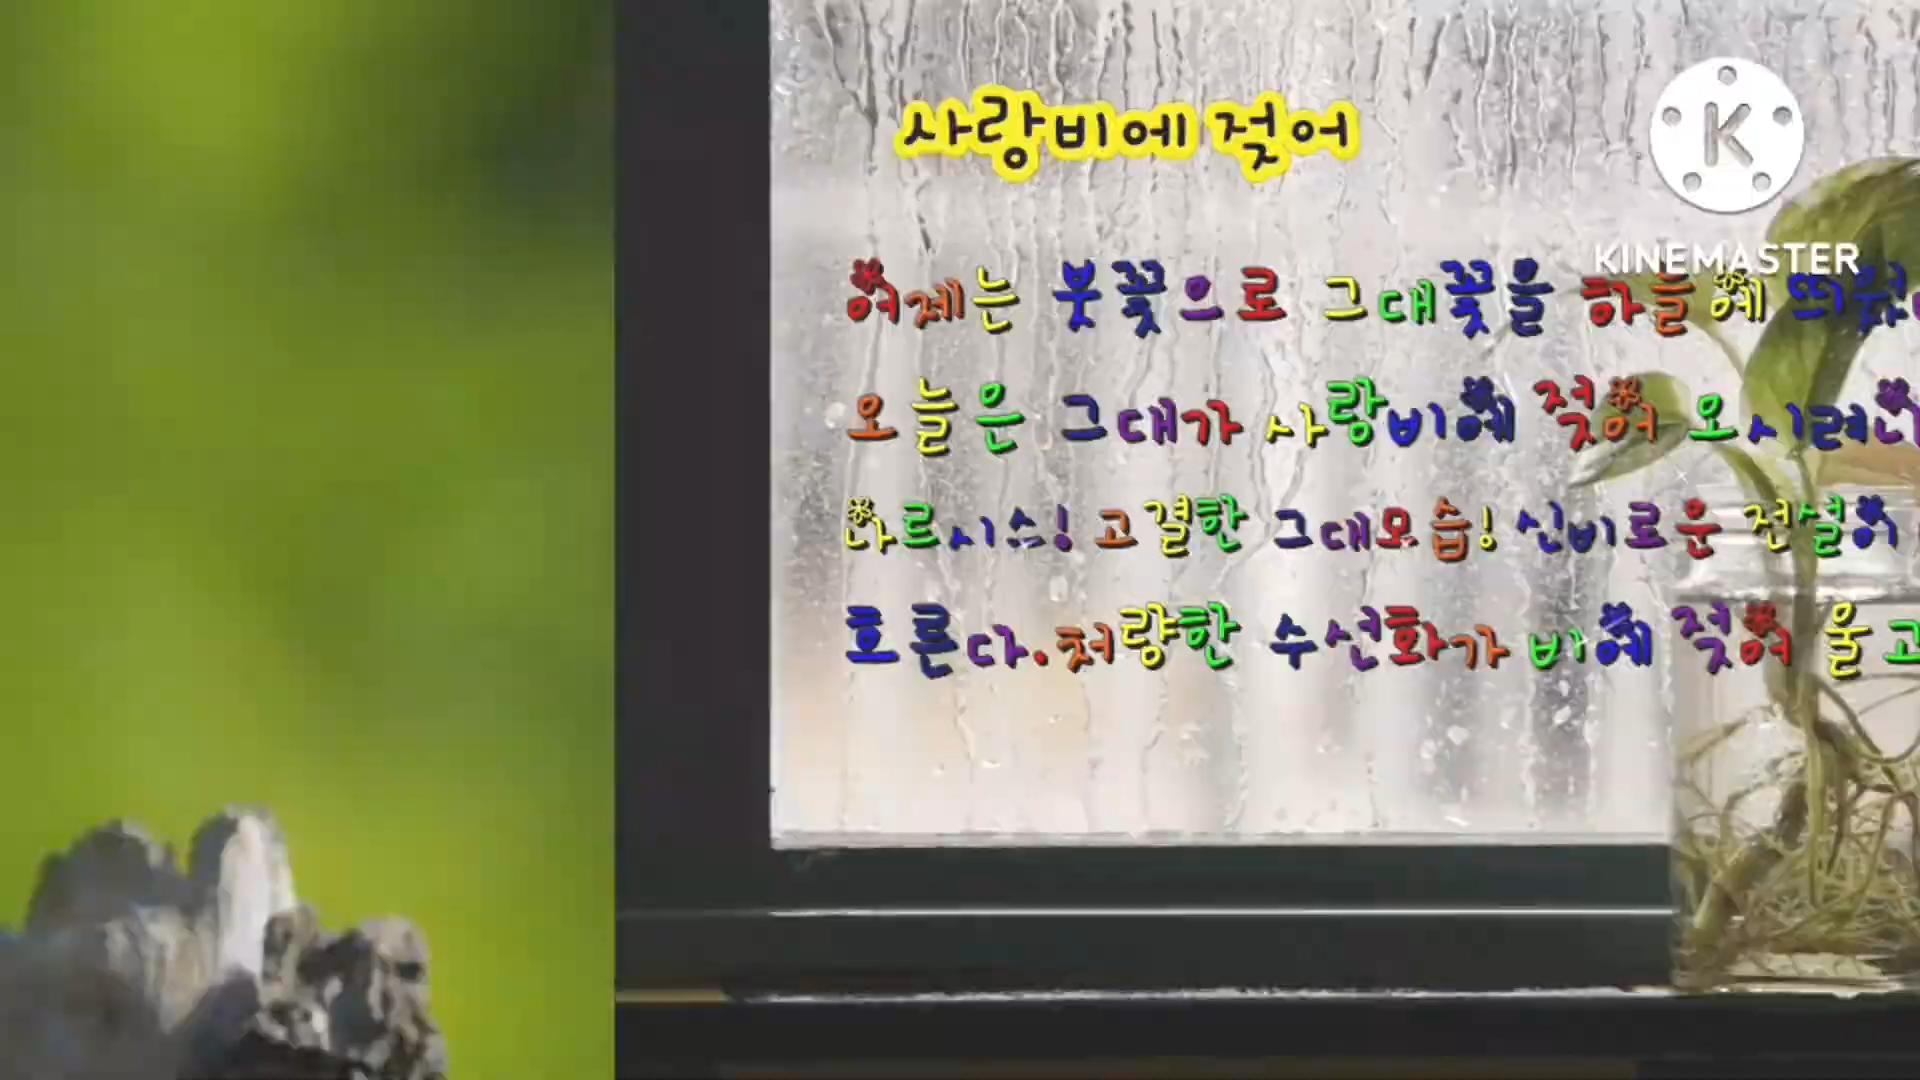 사랑비에 젖어
KINEMASTER
어제는 붓꽃으로 그대꽃을 하늘에
오늘은 그대가 사랑비에 젖어 오시려나
나르시스! 고결한 그대모습! 신비로운 전설이
흐른다.처량한 수선화가 비에 젖어 울고